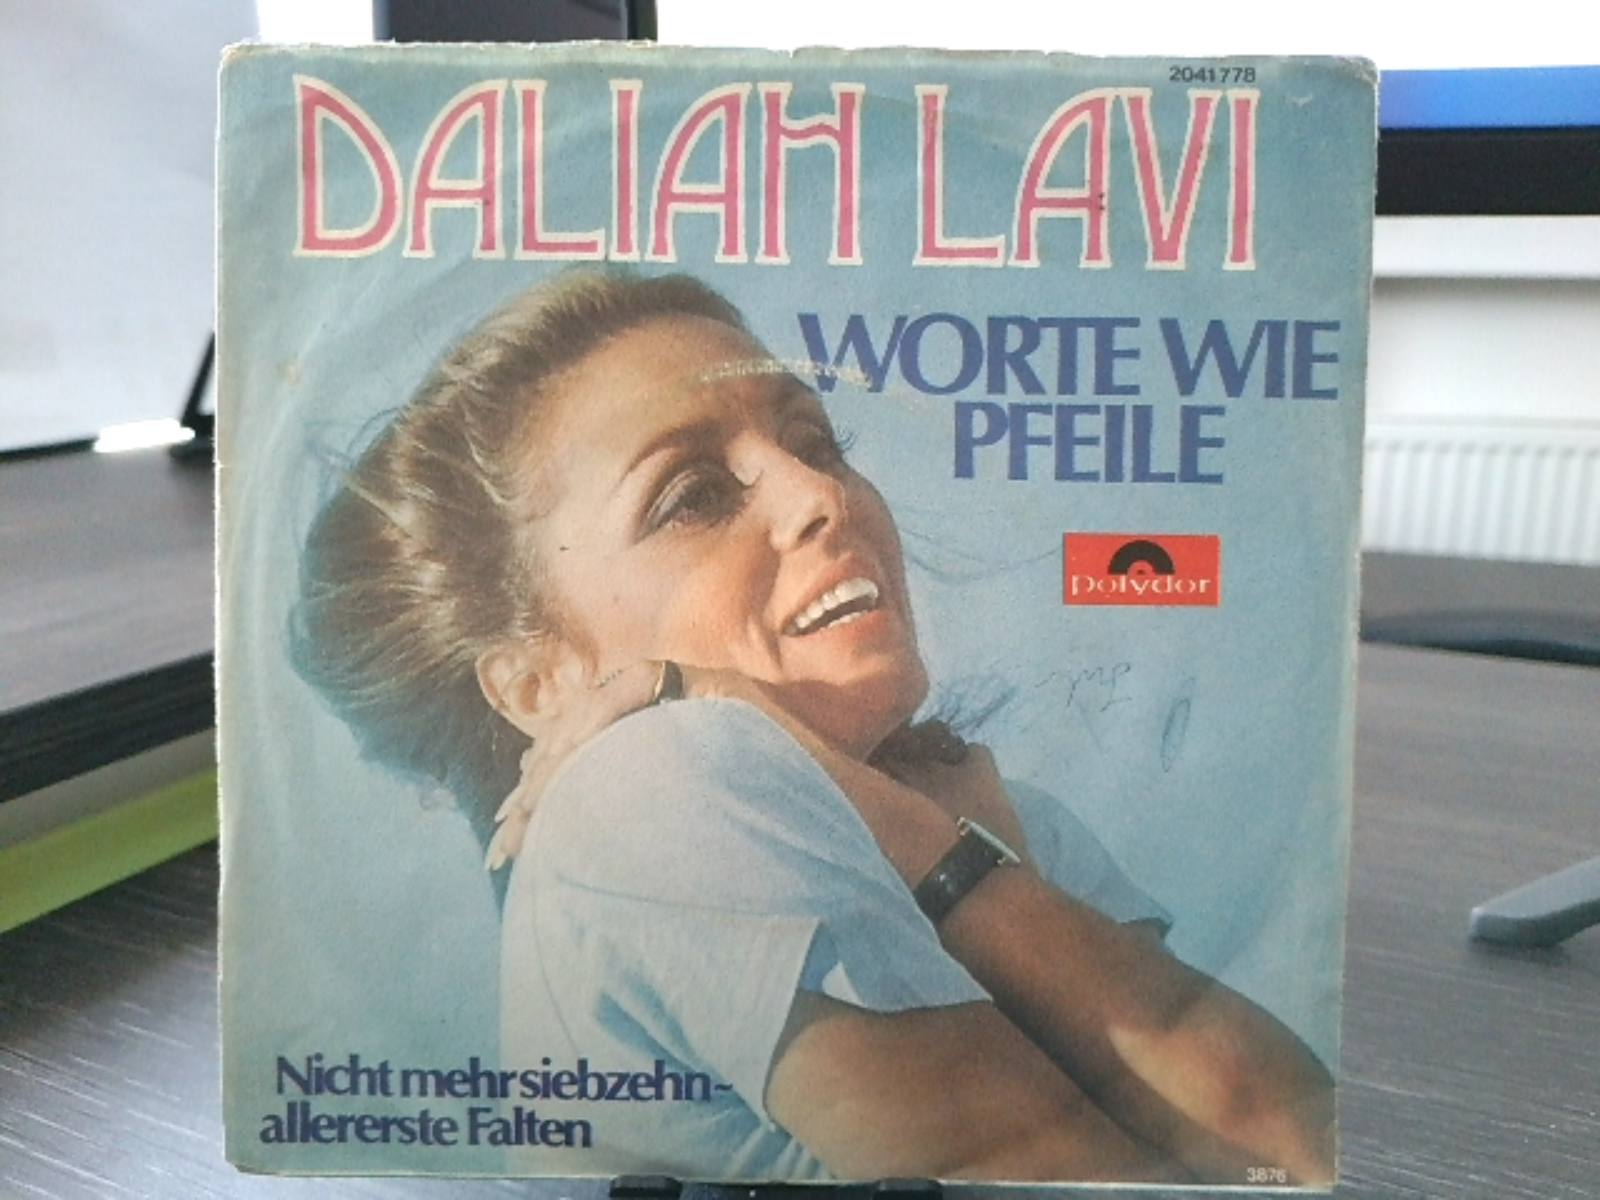 2041778
DALIAH LAVI
WORTE WIE
PFEILE
polydor
Nicht mehr siebzehn~
allererste Falten
3876